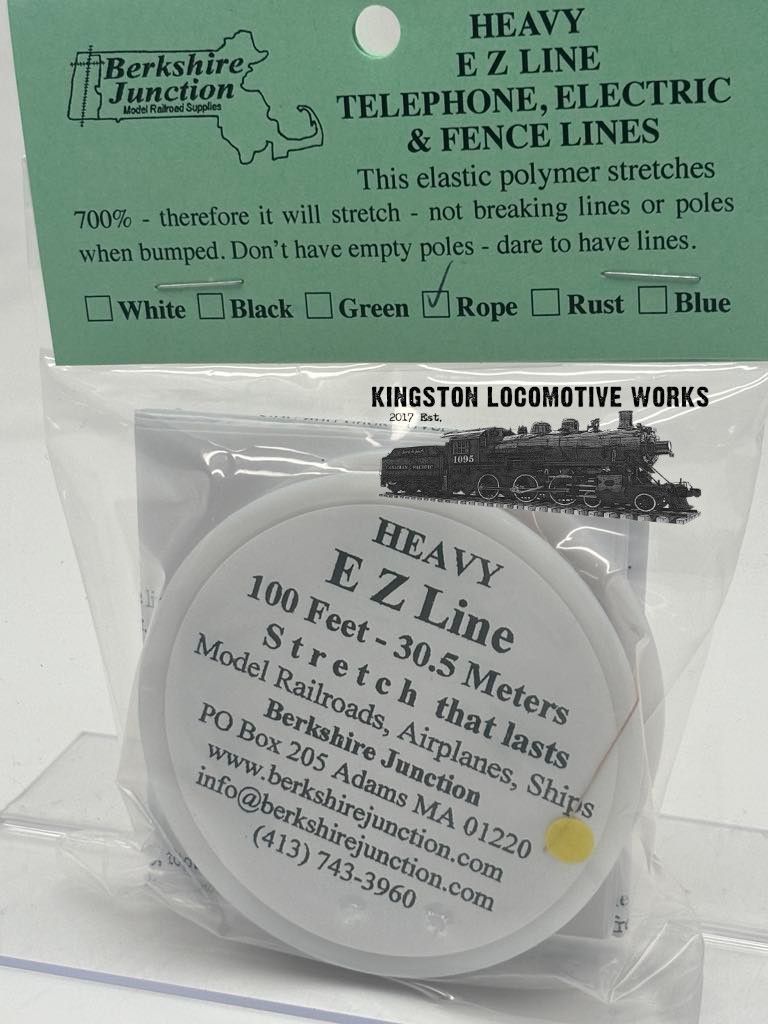 Berkshire
Junction
Model Railroad Supplies
HEAVY
E Z LINE
TELEPHONE, ELECTRIC
& FENCE LINES
This elastic polymer stretches
700% - therefore it will stretch - not breaking lines or poles
when bumped. Don't have empty poles - dare to have lines.
White Black Green Rope Rust Blue
KINGSTON LOCOMOTIVE WORKS
2017 Est.
1095
CANADIAN PACIFIC
HEAVY
E Z Line
100 Feet - 30.5 Meters
Stretch that lasts
Model Railroads, Airplanes, Ships
Berkshire Junction
PO Box 205 Adams MA 01220
www.berkshirejunction.com
info@berkshirejunction.com
(413) 743-3960